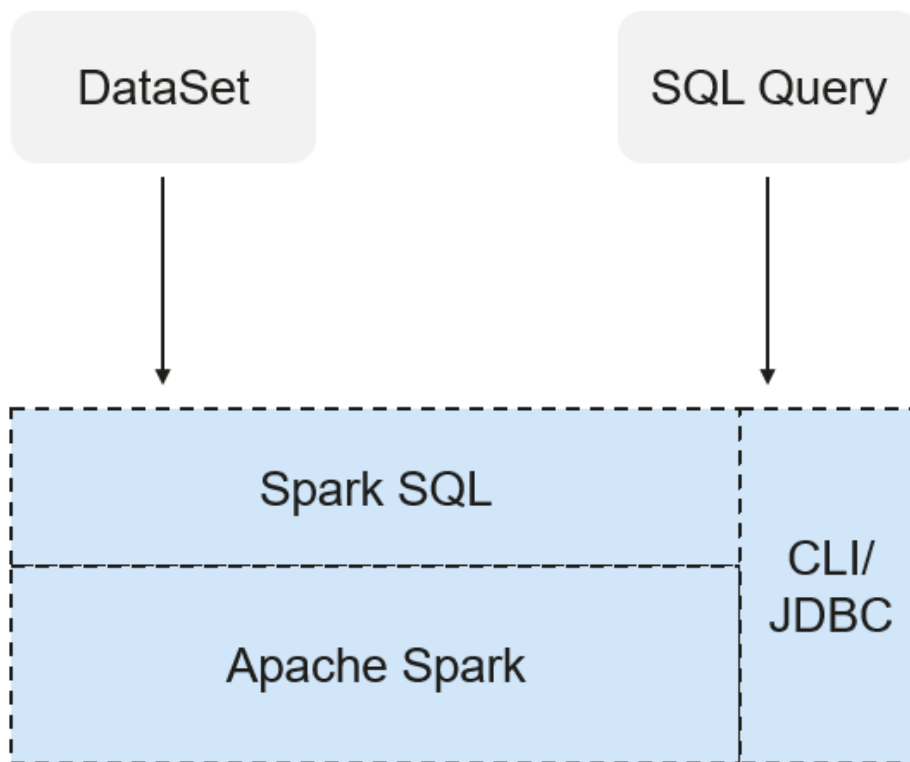 DataSet
SQL Query
Spark SQL
CLI/
JDBC
Apache Spark